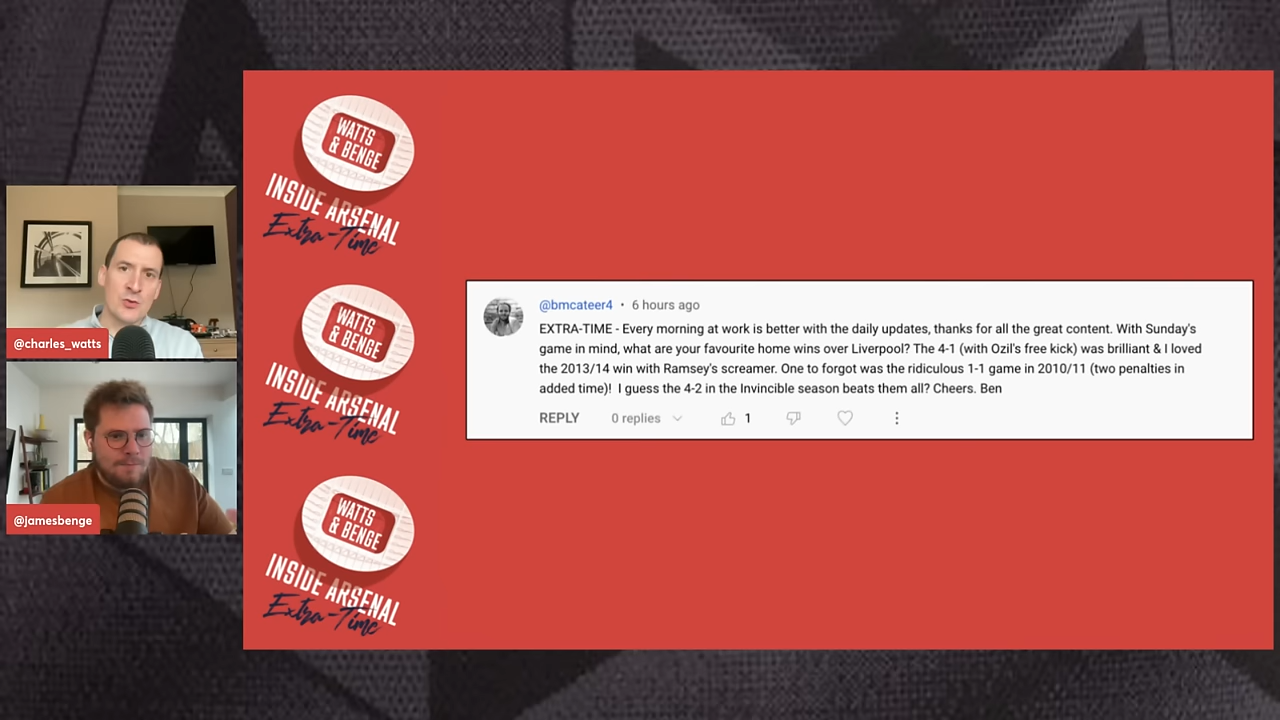 WATTS
& BENGE
INSIDE ARSENAL
Extra-Time
WATTS
& BENGE
INSIDE ARSENAL
Extra-Time
WATTS
& BENGE
INSIDE ARSENAL
Extra-Time
@charles_watts
@jamesbenge
@bmcateer4 • 6 hours ago
EXTRA-TIME - Every morning at work is better with the daily updates, thanks for all the great content. With Sunday's
game in mind, what are your favourite home wins over Liverpool? The 4-1 (with Ozil's free kick) was brilliant & I loved
the 2013/14 win with Ramsey's screamer. One to forgot was the ridiculous 1-1 game in 2010/11 (two penalties in
added time)! I guess the 4-2 in the Invincible season beats them all? Cheers. Ben
REPLY 0 replies 1